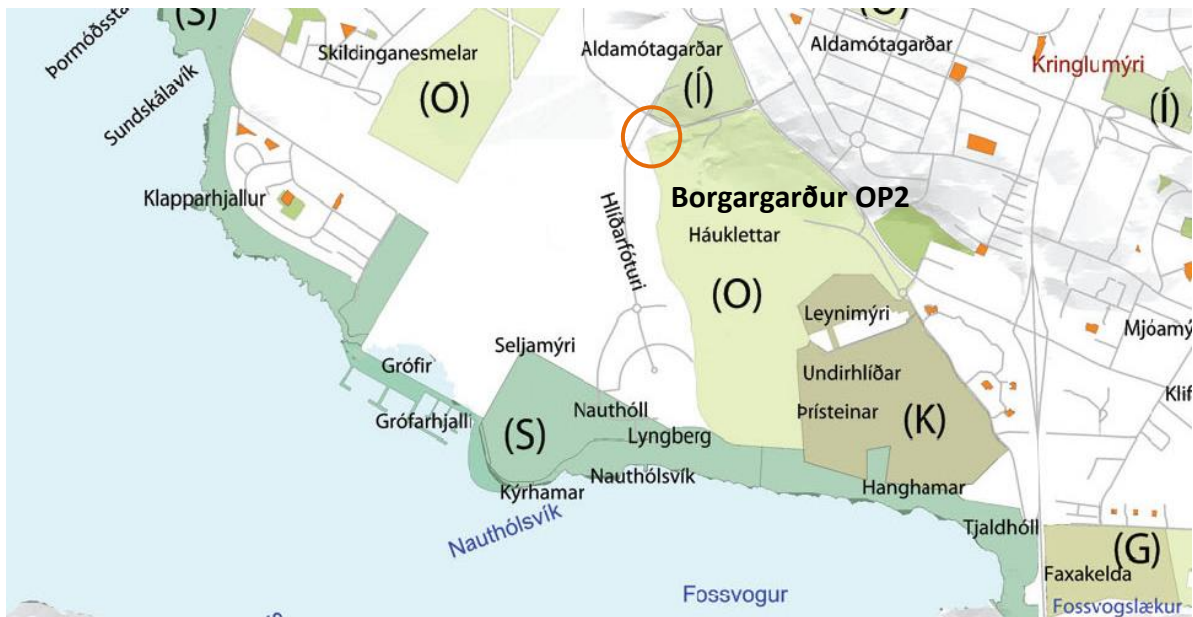 (S)
Þormóðssta
Sundskálavík
Skildinganesmelar
(O)
Aldamótagarðar
(Í)
Aldamótagarðar
Kringlumýri
(Í)
Klapparhjallur
Hlíðarfóturi
Borgargarður OP2
Háuklettar
(O)
Leynimýri
Mjóamý
Seljamýri
Grófir
Undirhlíðar
Klif
Grófarhjalli
(S)
Nauthóll
Þrísteinar
(K)
Lyngberg
Kýrhamar
Nauthólsvík
Hanghamar
Nauthólsvík
Tjaldhóll
(G)
Faxakelda
Fossvogur
Fossvogslækur